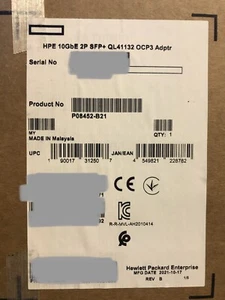 HPE 10GbE 2P SFP+ QL41132 OCP3 Adptr
Serial No
Product No
P08452-B21
MY
MADE IN Malaysia
QTY: 1
UPC
JAN/EAN
90017 31250 7
4 549821 228782
CE
R-R-MVL-AH2010414
Hewlett Packard Enterprise
MFG DATE 2021-10-17
REV B